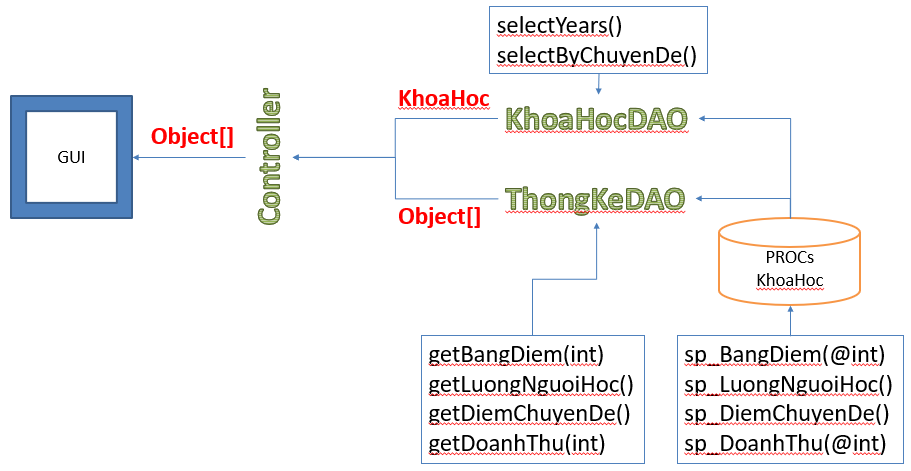 selectYears()
selectByChuyenDe()
KhoaHoc
KhoaHocDAO
Object[]
GUI
Controller
ThongKeDAO
Object[]
PROCs
KhoaHoc
getBangDiem(int)
getLuongNguoiHoc()
getDiemChuyenDe()
getDoanhThu(int)
sp_BangDiem(@int)
sp_LuongNguoiHoc()
sp_DiemChuyenDe()
sp_DoanhThu(@int)